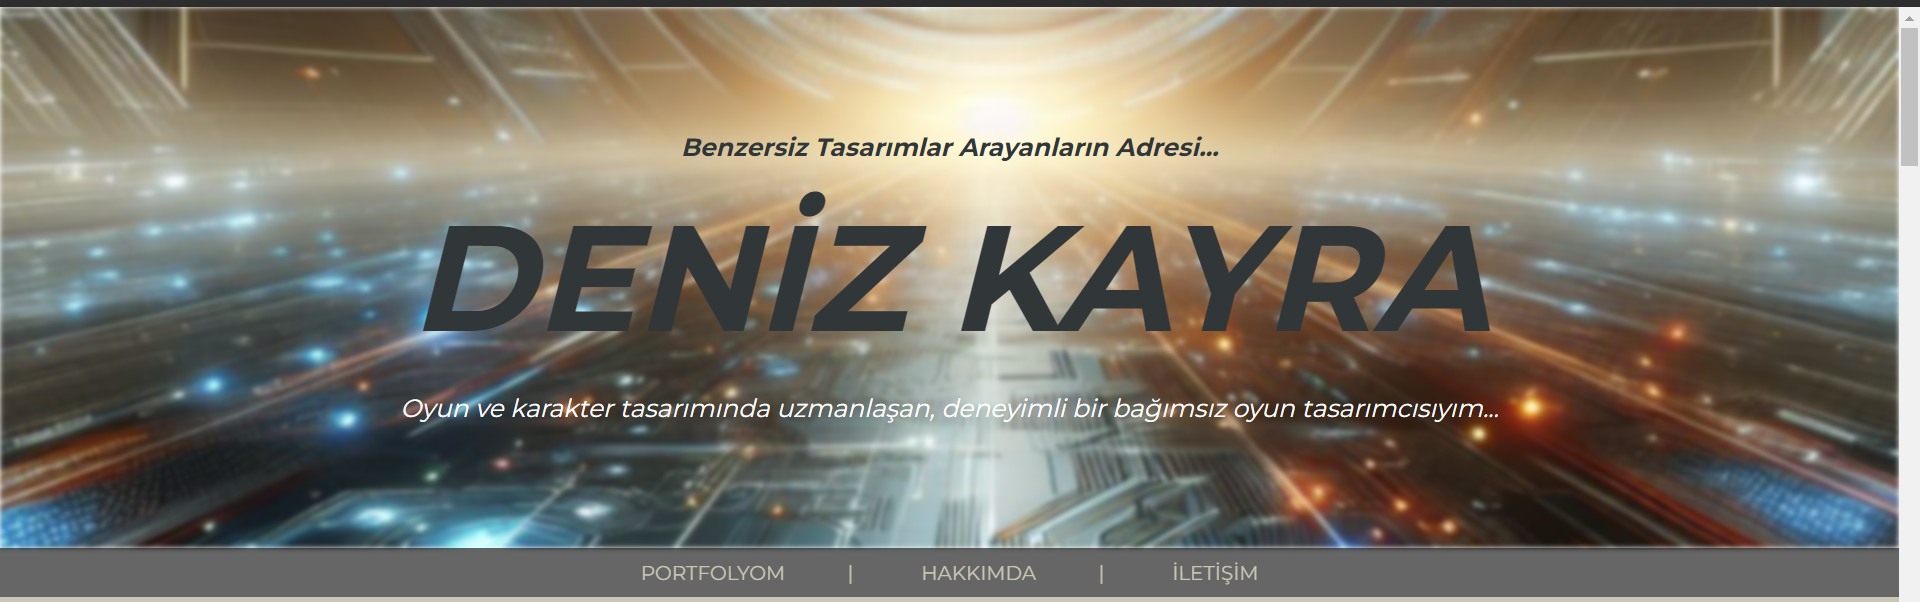 Benzersiz Tasarımlar Arayanların Adresi...
DENİZ KAYRA
Oyun ve karakter tasarımında uzmanlaşan, deneyimli bir bağımsız oyun tasarımcısıyım...
PORTFOLYOM | HAKKIMDA | İLETİŞİM